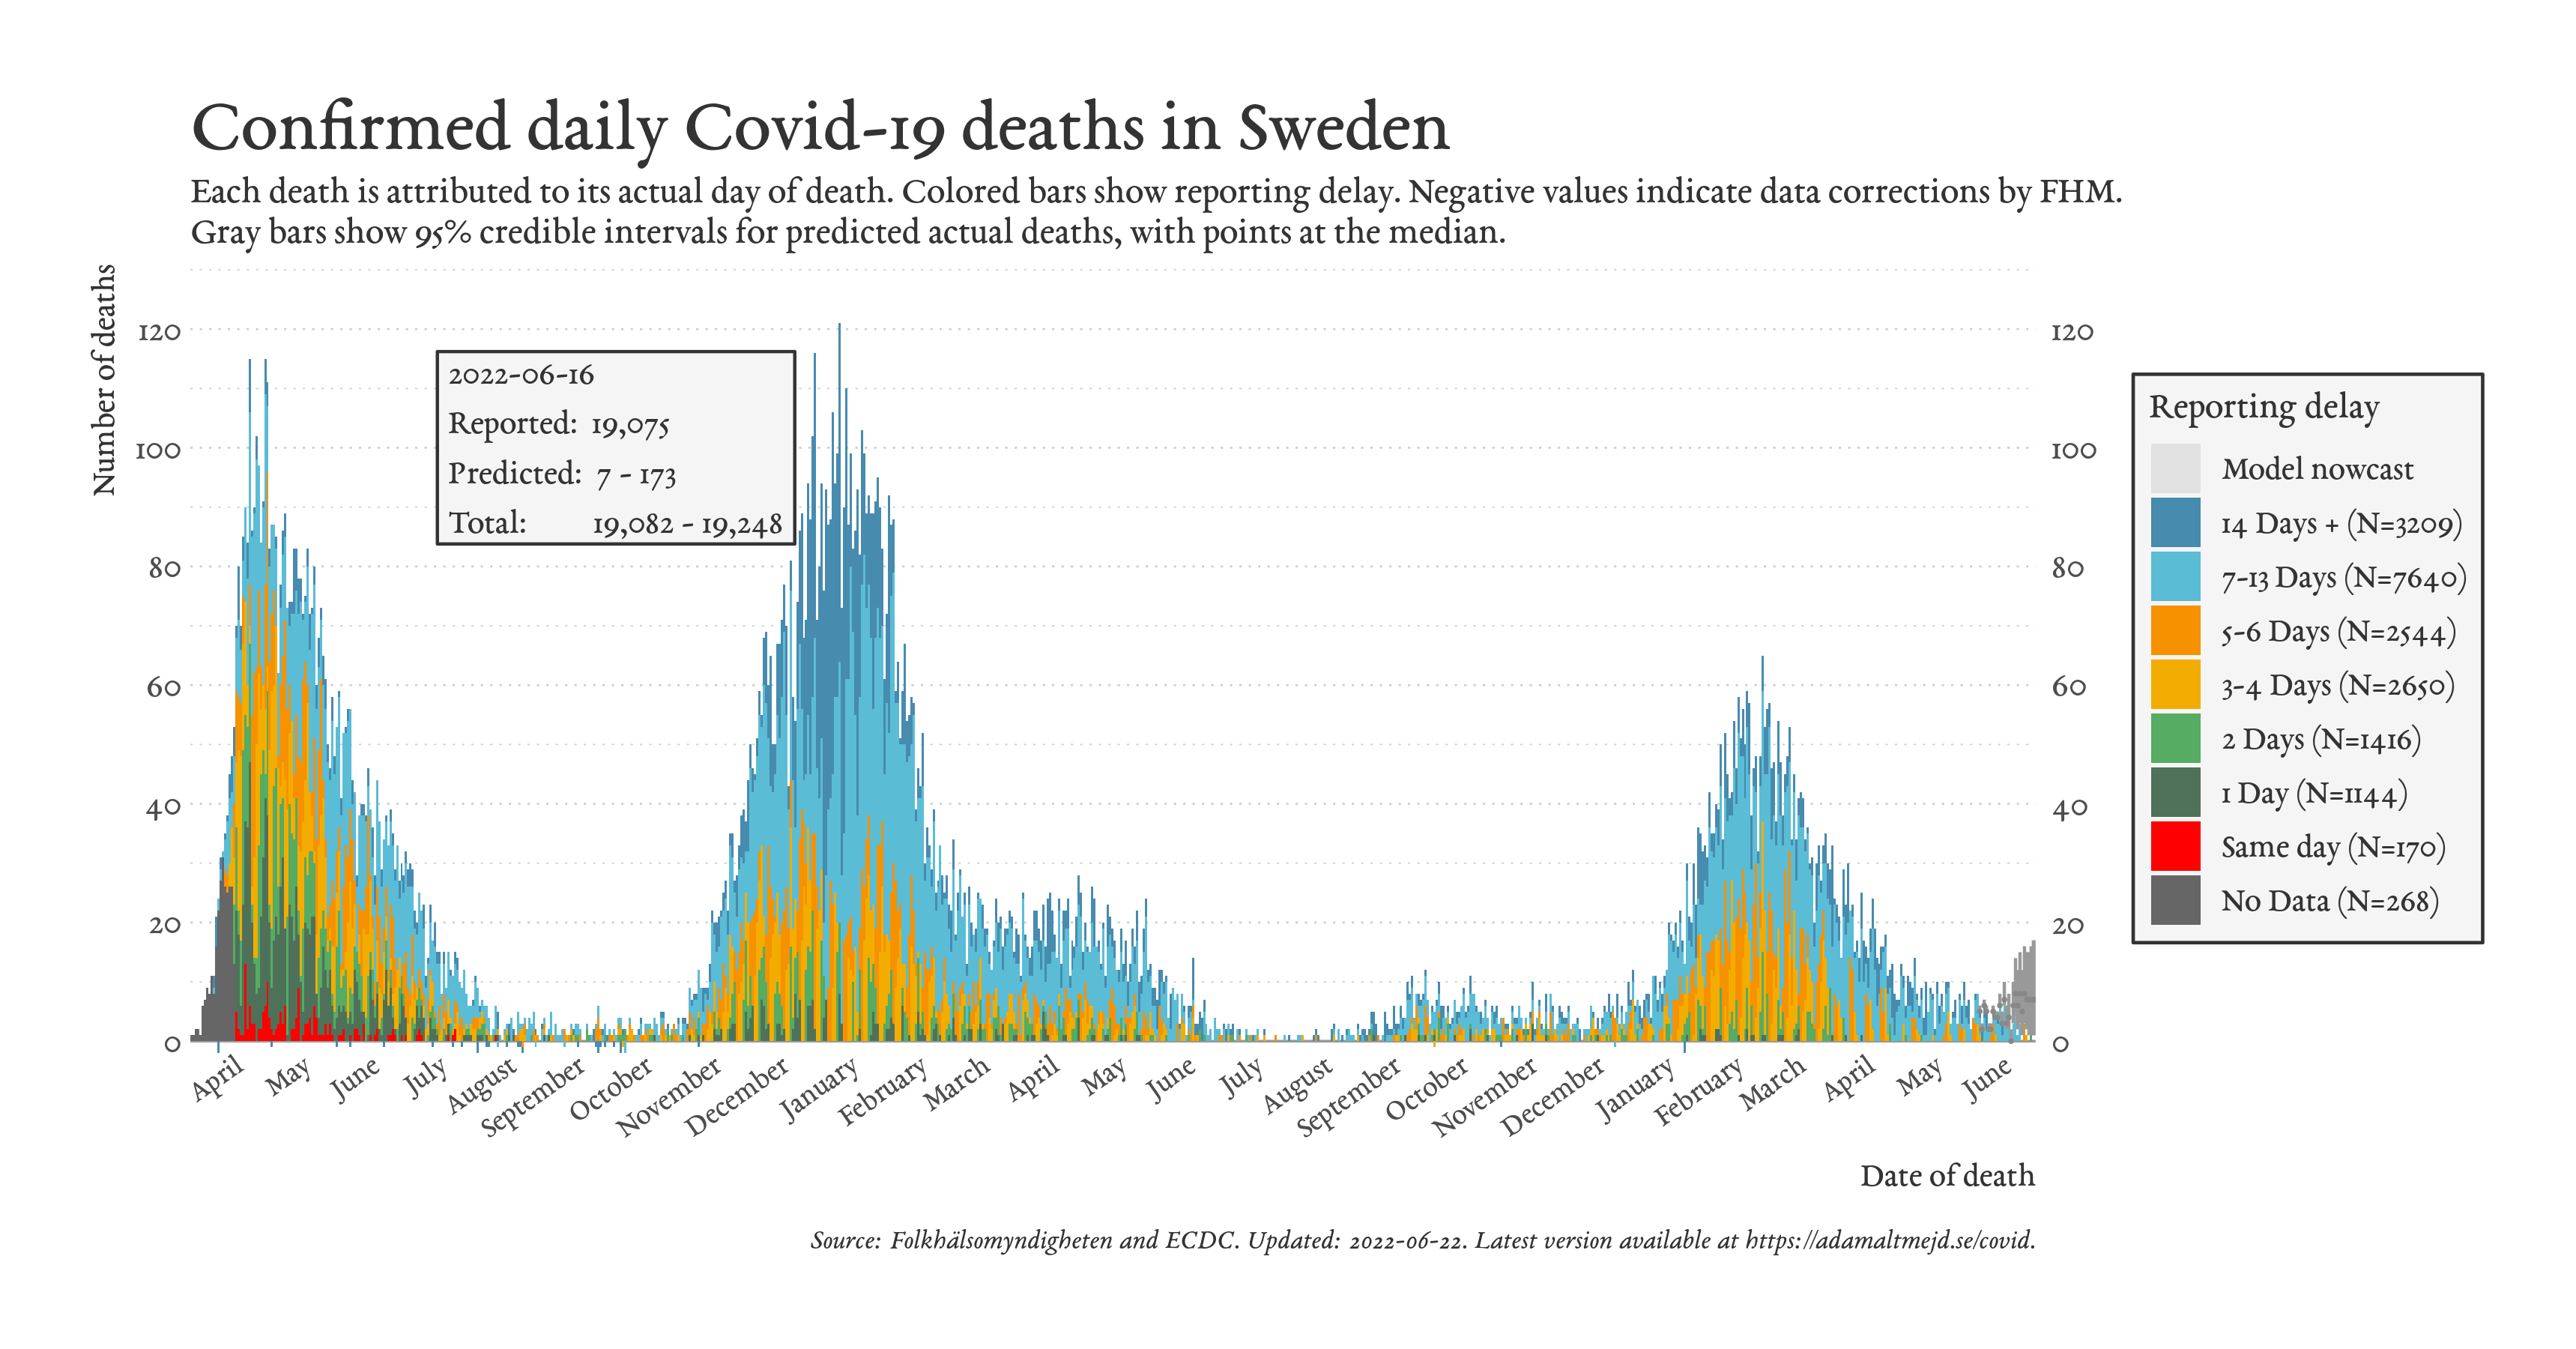 Confirmed daily Covid-19 deaths in Sweden
Each death is attributed to its actual day of death. Colored bars show reporting delay. Negative values indicate data corrections by FHM.
Gray bars show 95% credible intervals for predicted actual deaths, with points at the median.
Number of deaths
120
100
80
60
40
20
0
2022-06-16
Reported: 19,075
Predicted: 7 - 173
Total: 19,082 - 19,248
120
100
80
60
40
20
0
Reporting delay
Model nowcast
14 Days + (N=3209)
7-13 Days (N=7640)
5-6 Days (N=2544)
3-4 Days (N=2650)
2 Days (N=1416)
1 Day (N=1144)
Same day (N=170)
No Data (N=268)
April
May
June
July
August
September
October
November
December
January
February
March
April
May
June
July
August
September
October
November
December
January
February
March
April
May
June
Date of death
Source: Folkhälsomyndigheten and ECDC. Updated: 2022-06-22. Latest version available at https://adamaltmejd.se/covid.